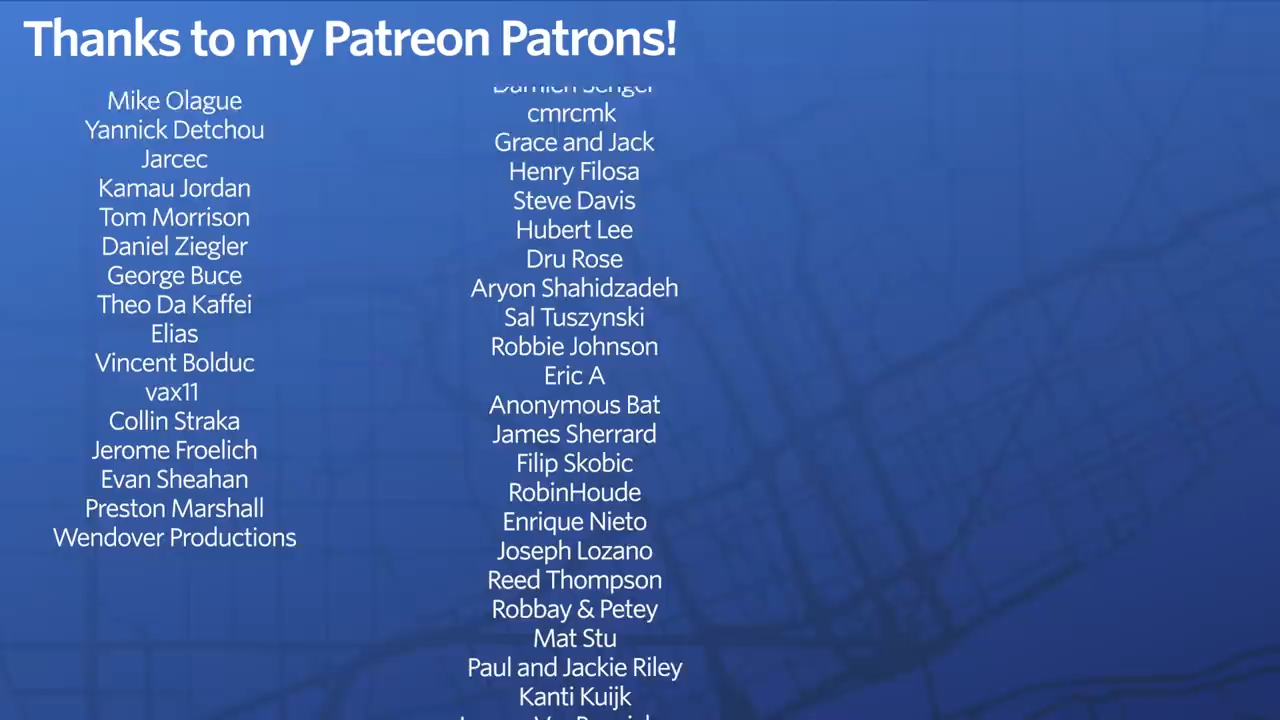 Thanks to my Patreon Patrons!
Mike Olague
Yannick Detchou
Jarcec
Kamau Jordan
Tom Morrison
Daniel Ziegler
George Buce
Theo Da Kaffei
Elias
Vincent Bolduc
vax11
Collin Straka
Jerome Froelich
Evan Sheahan
Preston Marshall
Wendover Productions
cmrcmk
Grace and Jack
Henry Filosa
Steve Davis
Hubert Lee
Dru Rose
Aryon Shahidzadeh
Sal Tuszynski
Robbie Johnson
Eric A
Anonymous Bat
James Sherrard
Filip Skobic
RobinHoude
Enrique Nieto
Joseph Lozano
Reed Thompson
Robbay & Petey
Mat Stu
Paul and Jackie Riley
Kanti Kuijk